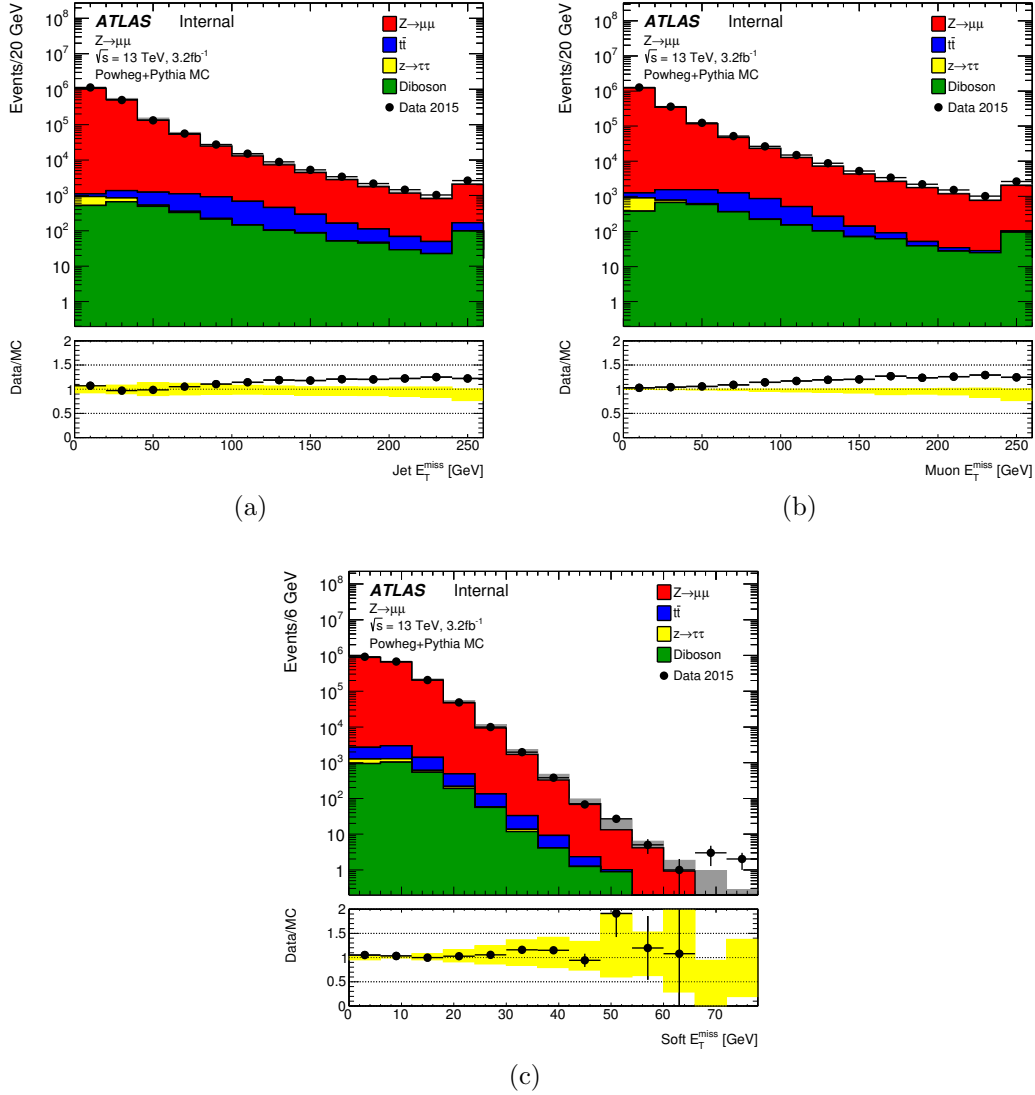 ATLAS Internal
Z→μμ
√s = 13 TeV, 3.2fb⁻¹
Powheg+Pythia MC
Z→μμ
tt̄
z→ττ
Diboson
Data 2015
Events/20 GeV
10⁸
10⁷
10⁶
10⁵
10⁴
10³
10²
10
1
Data/MC
2
1.5
1
0.5
0
0 50 100 150 200 250
Jet E_T^miss [GeV]
(a)
ATLAS Internal
Z→μμ
√s = 13 TeV, 3.2fb⁻¹
Powheg+Pythia MC
Z→μμ
tt̄
z→ττ
Diboson
Data 2015
Events/20 GeV
10⁸
10⁷
10⁶
10⁵
10⁴
10³
10²
10
1
Data/MC
2
1.5
1
0.5
0
0 50 100 150 200 250
Muon E_T^miss [GeV]
(b)
ATLAS Internal
Z→μμ
√s = 13 TeV, 3.2fb⁻¹
Powheg+Pythia MC
Z→μμ
tt̄
z→ττ
Diboson
Data 2015
Events/6 GeV
10⁸
10⁷
10⁶
10⁵
10⁴
10³
10²
10
1
Data/MC
2
1.5
1
0.5
0
0 10 20 30 40 50 60 70
Soft E_T^miss [GeV]
(c)